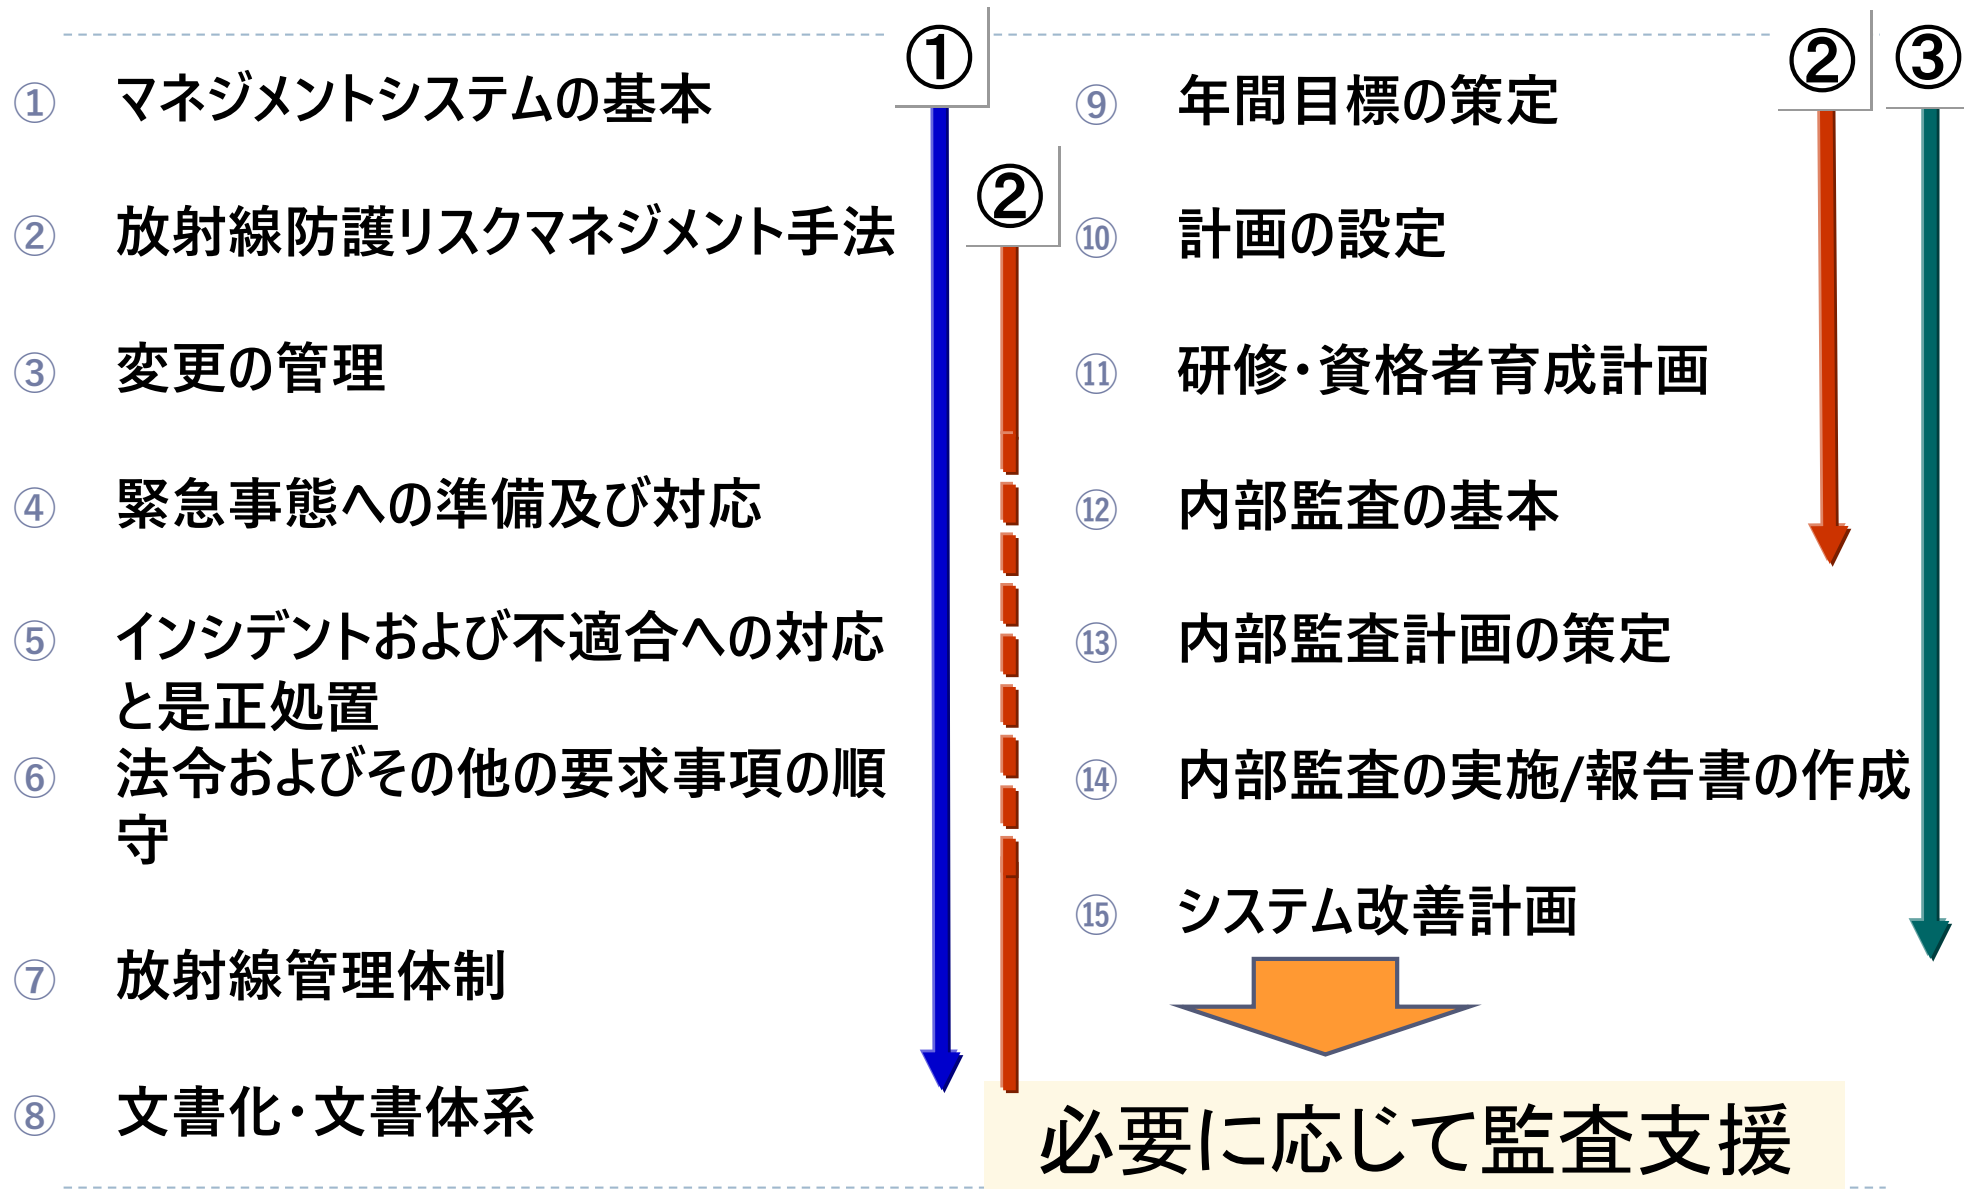 ①
① マネジメントシステムの基本
②
② 放射線防護リスクマネジメント手法
③ 変更の管理
④ 緊急事態への準備及び対応
⑤ インシデントおよび不適合への対応
と是正処置
⑥ 法令およびその他の要求事項の順
守
⑦ 放射線管理体制
⑧ 文書化・文書体系
②
③
⑨ 年間目標の策定
⑩ 計画の設定
⑪ 研修・資格者育成計画
⑫ 内部監査の基本
⑬ 内部監査計画の策定
⑭ 内部監査の実施/報告書の作成
⑮ システム改善計画
必要に応じて監査支援